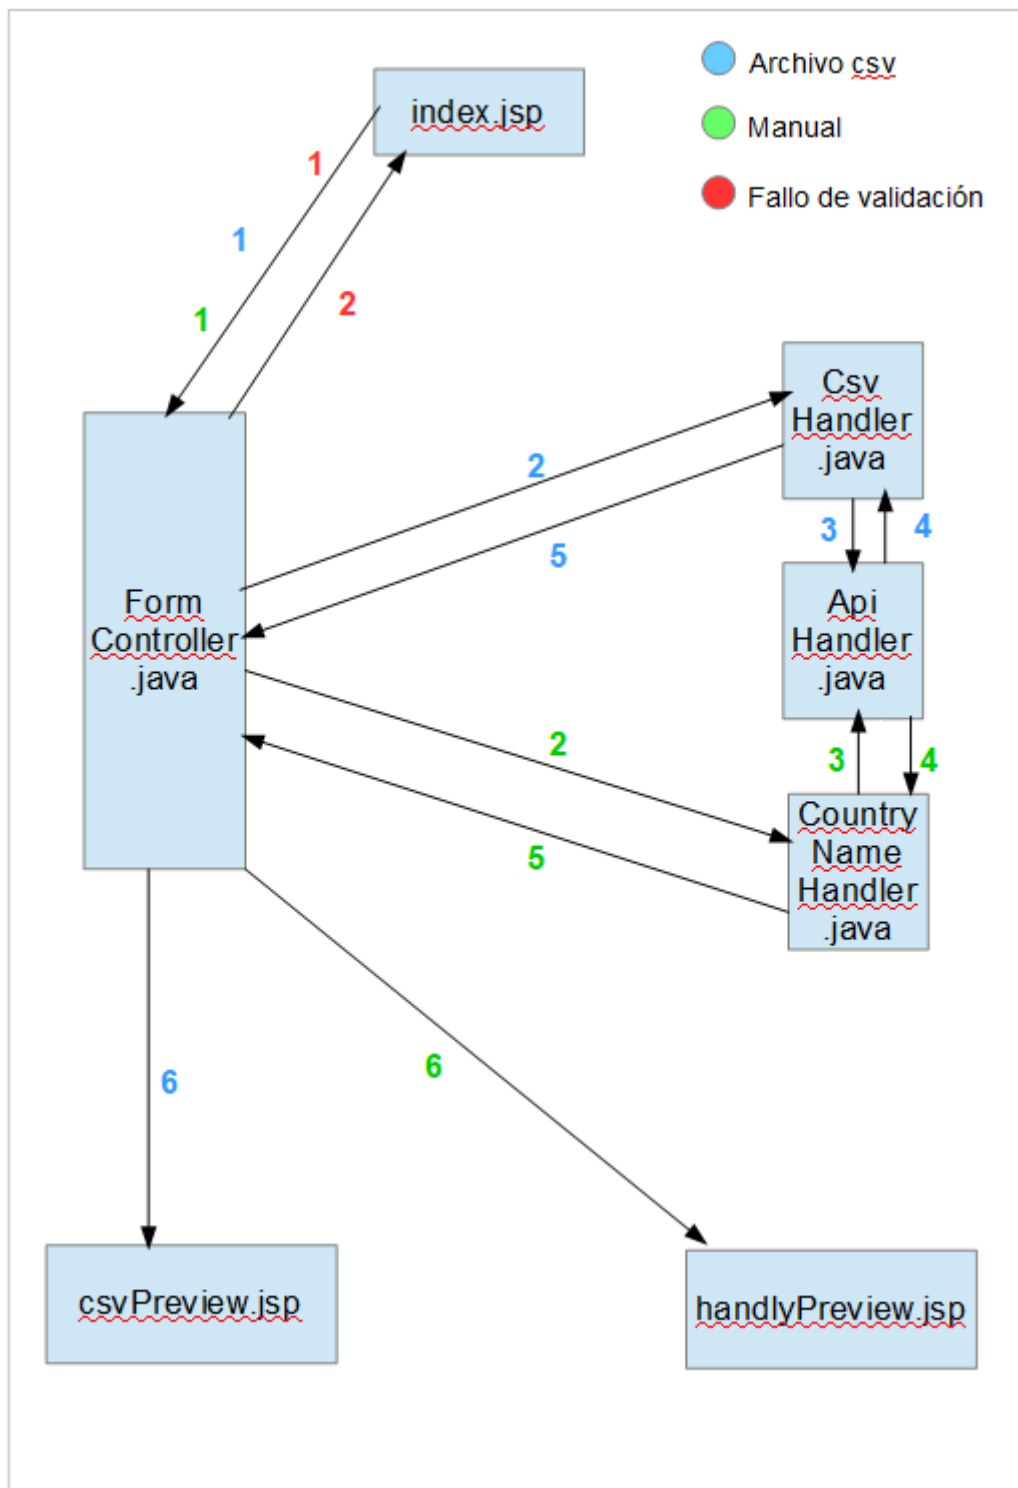 index.jsp
Archivo csv
Manual
Fallo de validación
1
1
1
2
Csv
Handler
.java
2
5
3
4
Form
Controller
.java
Api
Handler
.java
2
5
3
4
Country
Name
Handler
.java
6
6
csvPreview.jsp
handlyPreview.jsp